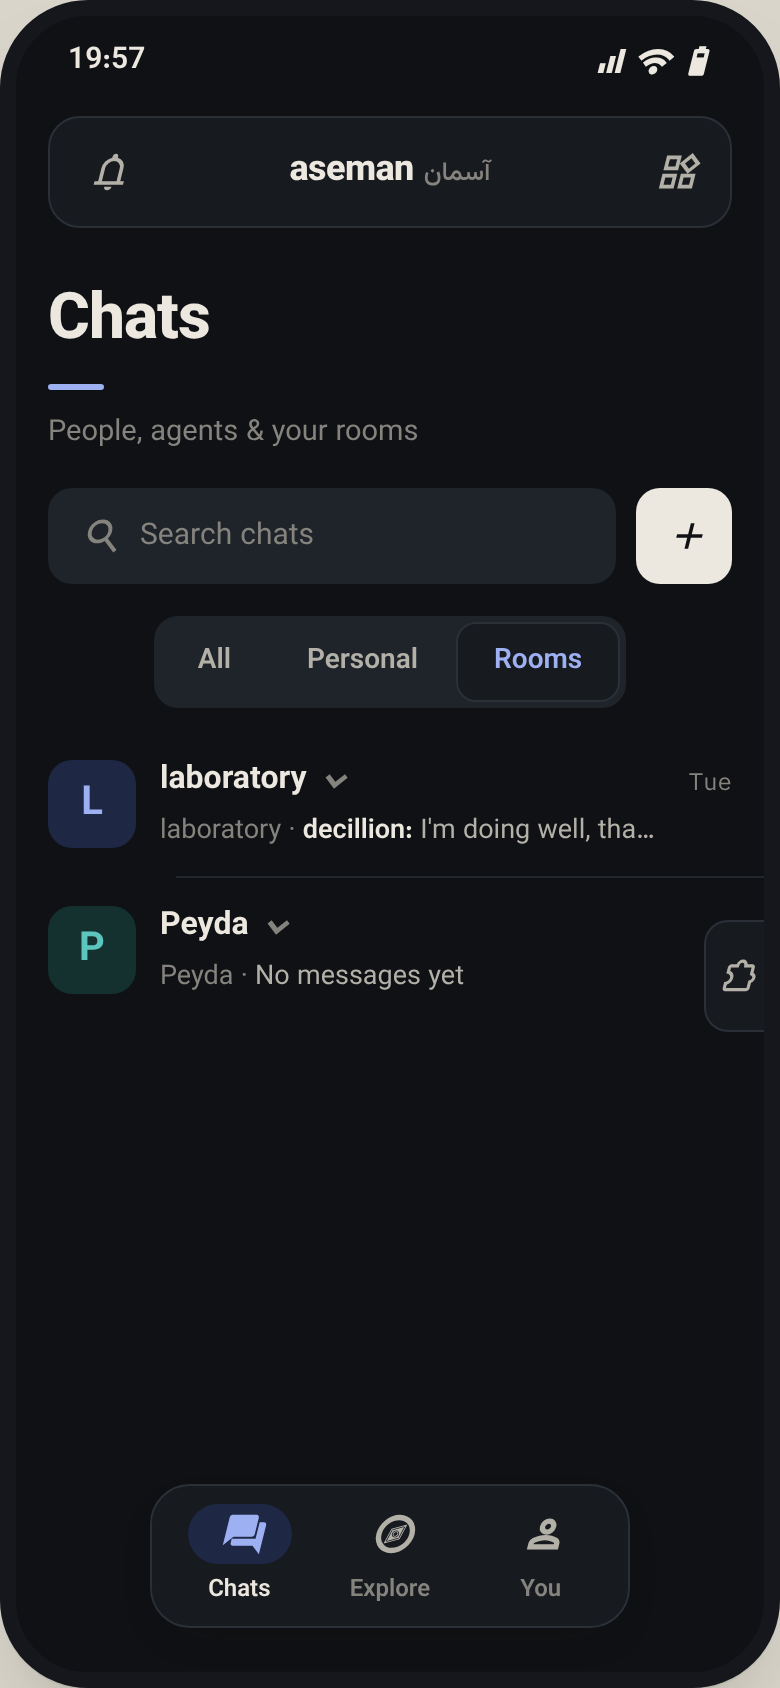 19:57
aseman آسمان
Chats
People, agents & your rooms
Search chats
All Personal Rooms
laboratory Tue
laboratory · decillion: I'm doing well, tha...
Peyda
Peyda · No messages yet
Chats Explore You
L
P